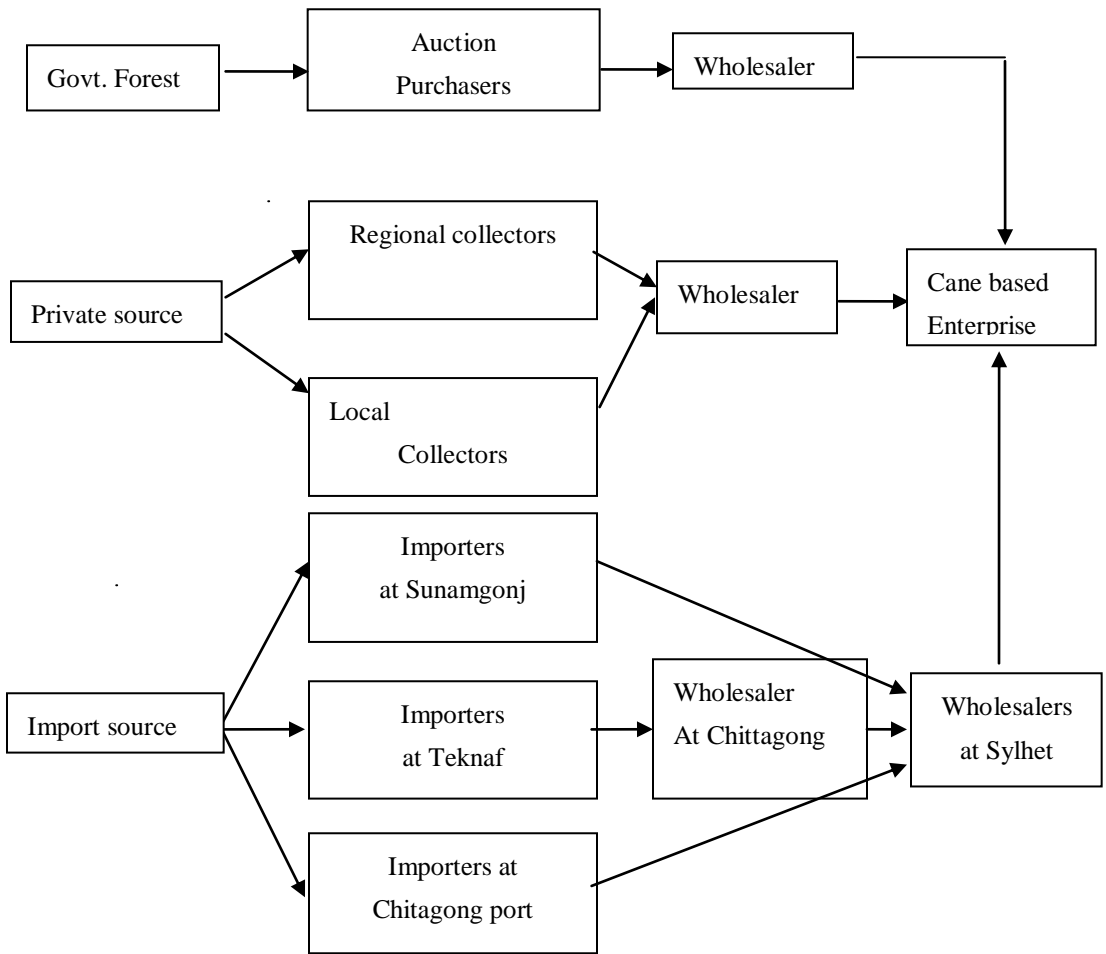 Govt. Forest
Auction
Purchasers
Wholesaler
Private source
Regional collectors
Local
Collectors
Wholesaler
Cane based
Enterprise
Import source
Importers
at Sunamgonj
Importers
at Teknaf
Importers at
Chitagong port
Wholesaler
At Chittagong
Wholesalers
at Sylhet